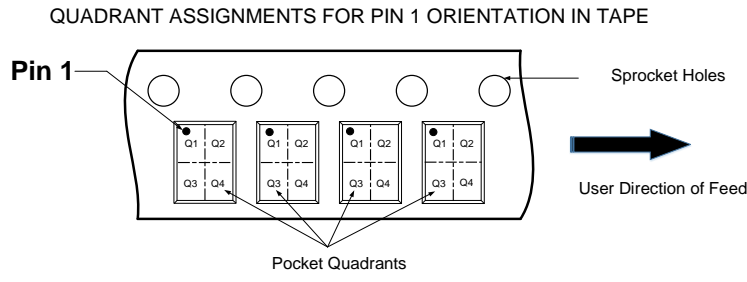 QUADRANT ASSIGNMENTS FOR PIN 1 ORIENTATION IN TAPE
Pin 1
Sprocket Holes
Q1 Q2 Q1 Q2 Q1 Q2 Q1 Q2
Q3 Q4 Q3 Q4 Q3 Q4 Q3 Q4
User Direction of Feed
Pocket Quadrants